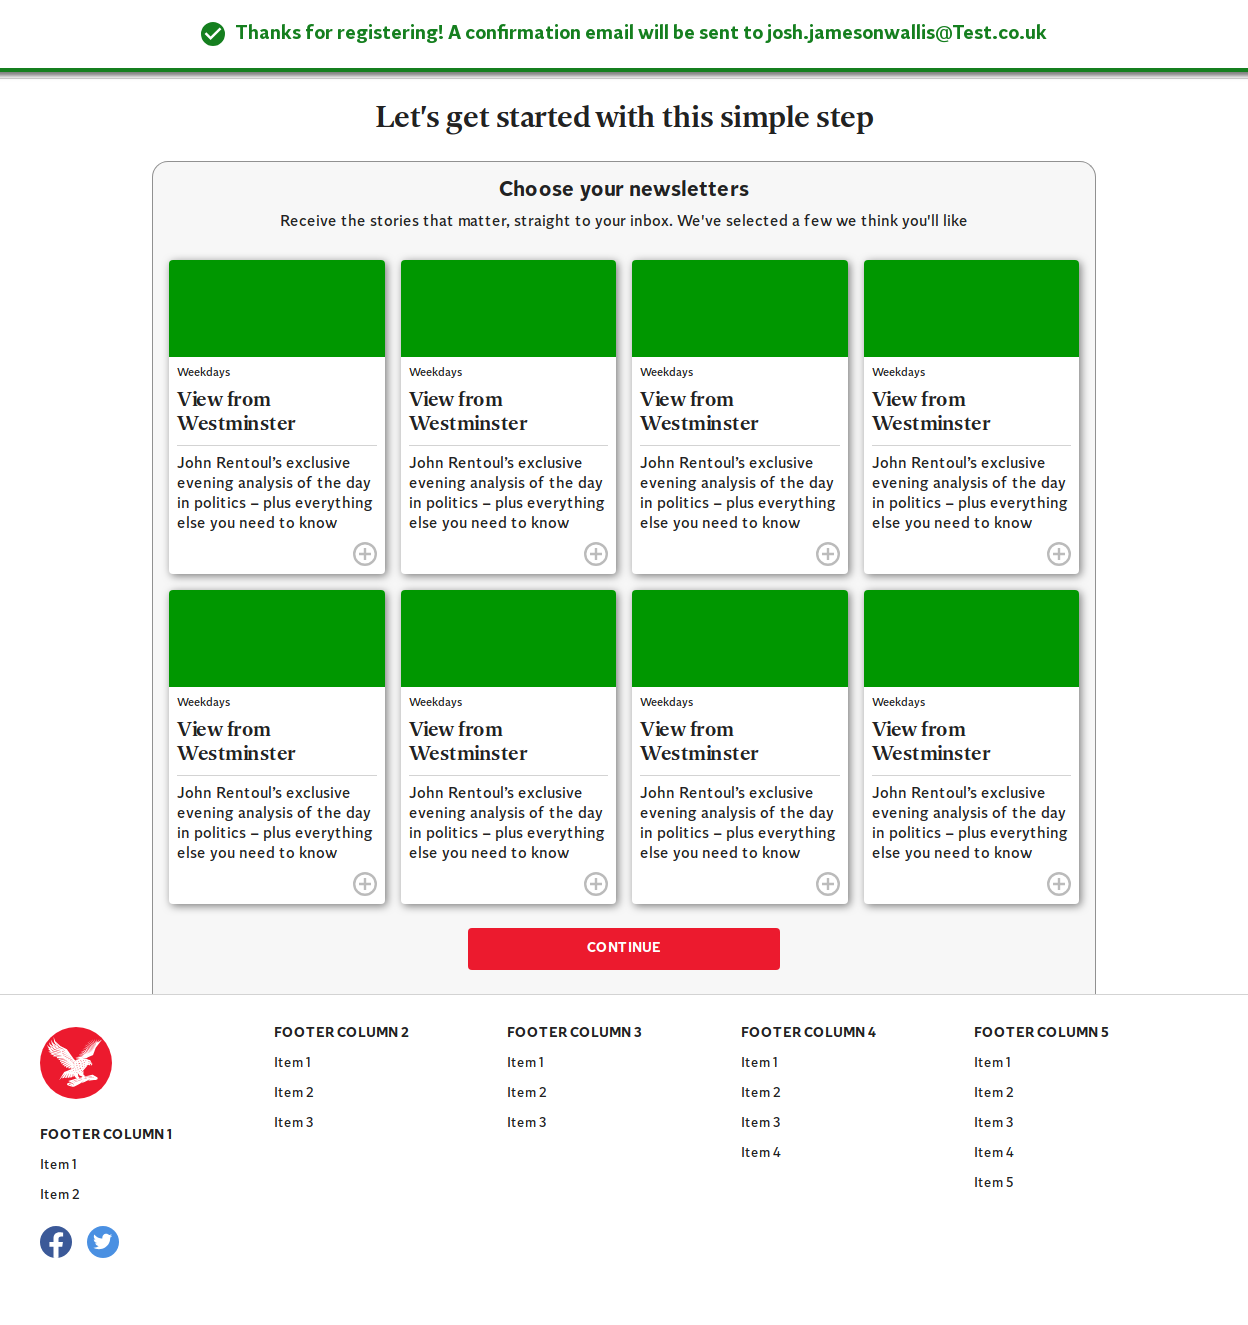 Thanks for registering! A confirmation email will be sent to josh.jamesonwallis@Test.co.uk
Let's get started with this simple step
Choose your newsletters
Receive the stories that matter, straight to your inbox. We've selected a few we think you'll like
Weekdays
View from
Westminster
John Rentoul’s exclusive
evening analysis of the day
in politics – plus everything
else you need to know
Weekdays
View from
Westminster
John Rentoul’s exclusive
evening analysis of the day
in politics – plus everything
else you need to know
Weekdays
View from
Westminster
John Rentoul’s exclusive
evening analysis of the day
in politics – plus everything
else you need to know
Weekdays
View from
Westminster
John Rentoul’s exclusive
evening analysis of the day
in politics – plus everything
else you need to know
Weekdays
View from
Westminster
John Rentoul’s exclusive
evening analysis of the day
in politics – plus everything
else you need to know
Weekdays
View from
Westminster
John Rentoul’s exclusive
evening analysis of the day
in politics – plus everything
else you need to know
Weekdays
View from
Westminster
John Rentoul’s exclusive
evening analysis of the day
in politics – plus everything
else you need to know
Weekdays
View from
Westminster
John Rentoul’s exclusive
evening analysis of the day
in politics – plus everything
else you need to know
CONTINUE
FOOTER COLUMN 1
Item 1
Item 2
FOOTER COLUMN 2
Item 1
Item 2
Item 3
FOOTER COLUMN 3
Item 1
Item 2
Item 3
FOOTER COLUMN 4
Item 1
Item 2
Item 3
Item 4
FOOTER COLUMN 5
Item 1
Item 2
Item 3
Item 4
Item 5